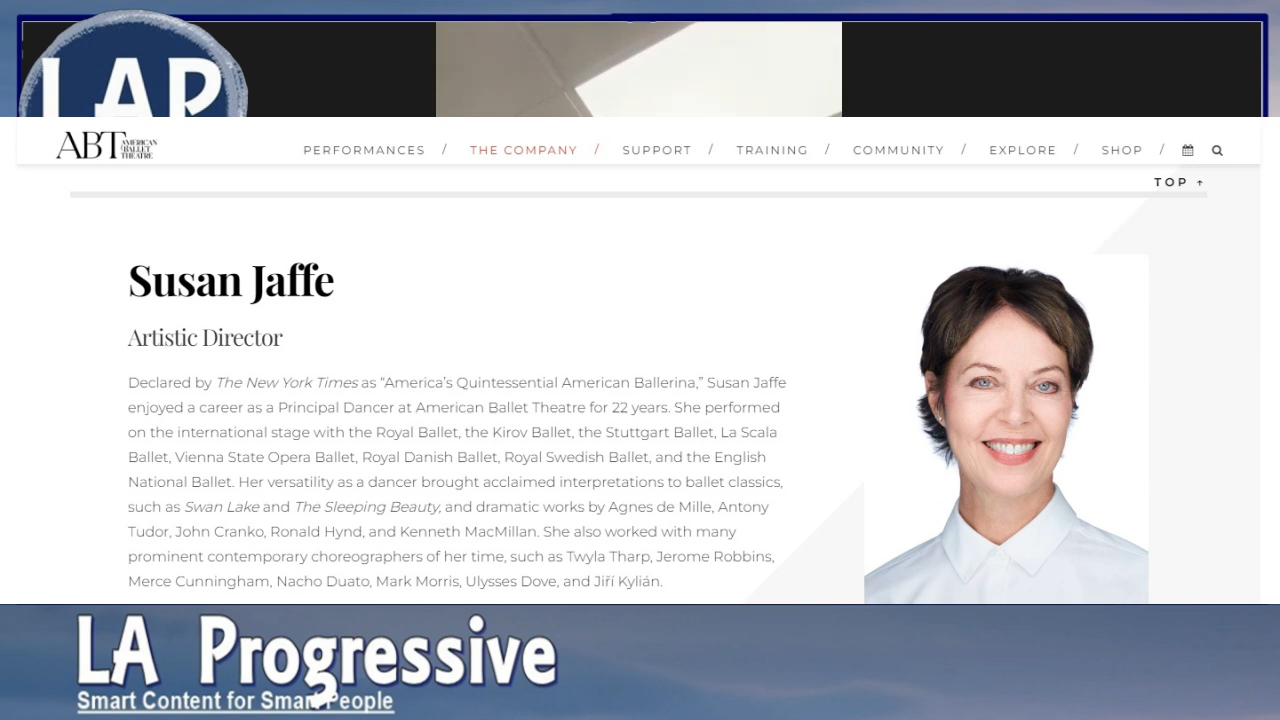 LAP
ABT AMERICAN BALLET THEATRE
PERFORMANCES / THE COMPANY / SUPPORT / TRAINING / COMMUNITY / EXPLORE / SHOP /
TOP ↑
Susan Jaffe
Artistic Director
Declared by The New York Times as “America’s Quintessential American Ballerina,” Susan Jaffe
enjoyed a career as a Principal Dancer at American Ballet Theatre for 22 years. She performed
on the international stage with the Royal Ballet, the Kirov Ballet, the Stuttgart Ballet, La Scala
Ballet, Vienna State Opera Ballet, Royal Danish Ballet, Royal Swedish Ballet, and the English
National Ballet. Her versatility as a dancer brought acclaimed interpretations to ballet classics,
such as Swan Lake and The Sleeping Beauty, and dramatic works by Agnes de Mille, Antony
Tudor, John Cranko, Ronald Hynd, and Kenneth MacMillan. She also worked with many
prominent contemporary choreographers of her time, such as Twyla Tharp, Jerome Robbins,
Merce Cunningham, Nacho Duato, Mark Morris, Ulysses Dove, and Jiří Kylián.
LA Progressive
Smart Content for Smart People